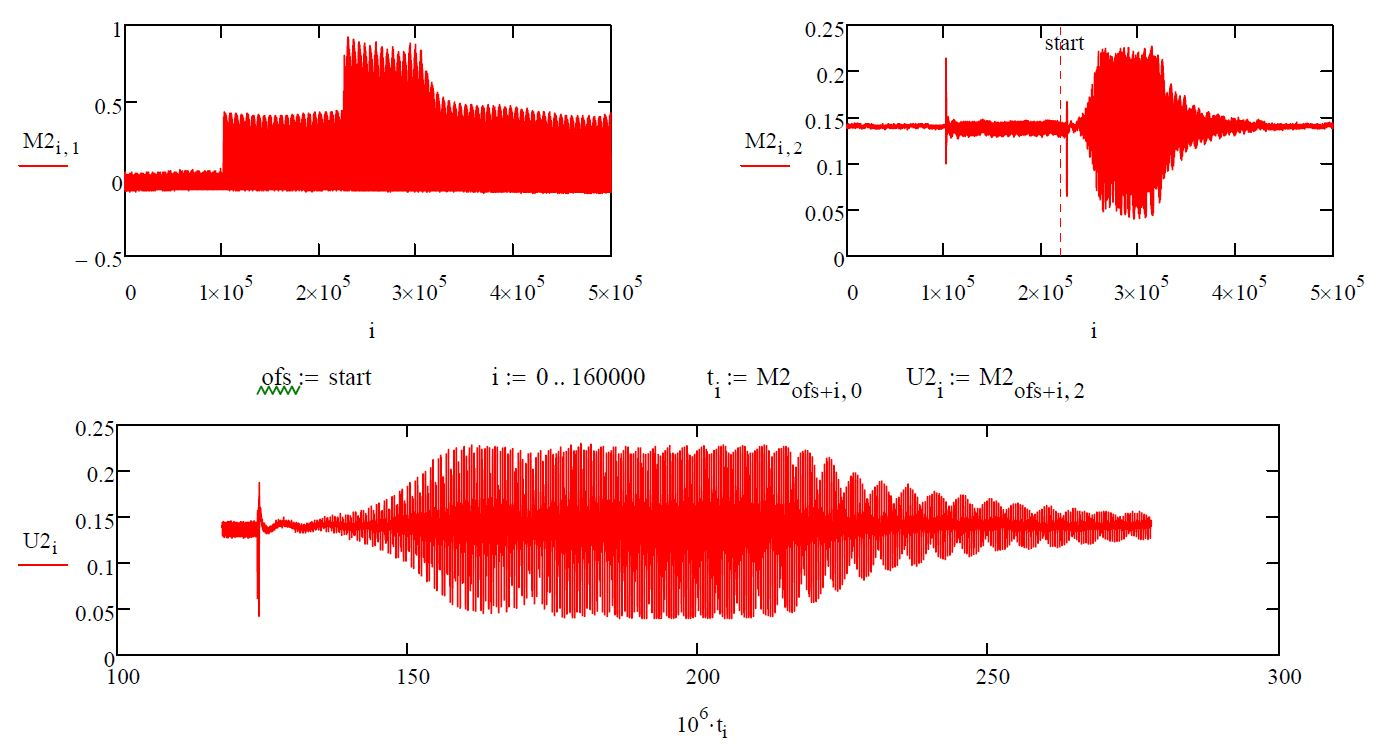 1
0.5
0
− 0.5
M2i, 1
0 1×10^5 2×10^5 3×10^5 4×10^5 5×10^5
i
0.25
0.2
0.15
0.1
0.05
0
M2i, 2
start
0 1×10^5 2×10^5 3×10^5 4×10^5 5×10^5
i
ofs := start i := 0 .. 160000 ti := M2ofs+i, 0 U2i := M2ofs+i, 2
0.25
0.2
0.15
0.1
0.05
0
U2i
100 150 200 250 300
10^6·ti